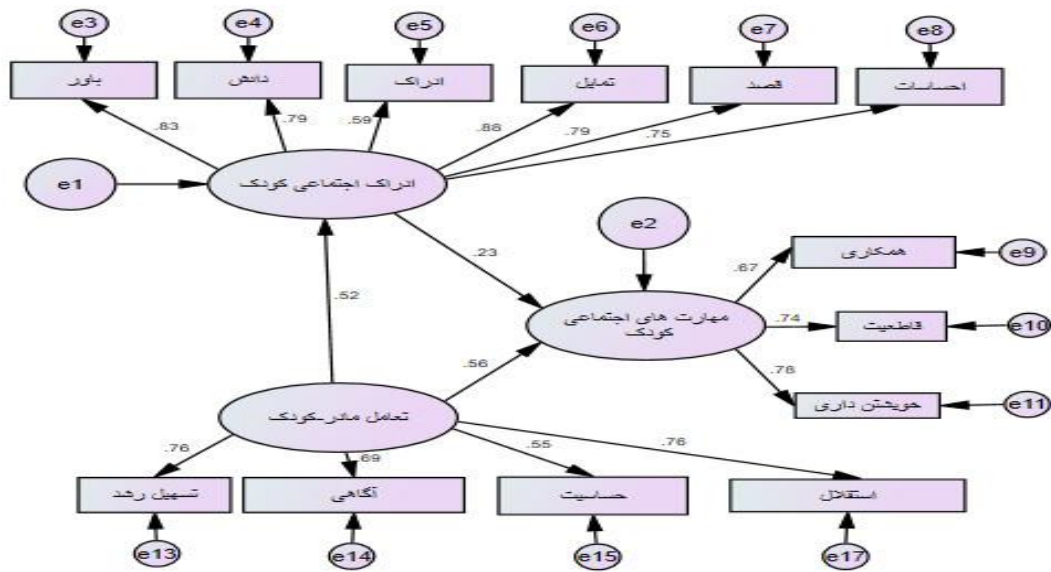 e3
e4
e5
e6
e7
e8
باور
دانش
ادراک
تمایل
قصد
احساسات
.83
.79
.59
.88
.79
.75
e1
ادراک اجتماعی کودک
e2
.23
همکاری
e9
.67
.52
مهارت های اجتماعی
کودک
.74
قاطعیت
e10
.56
.78
خویشتن داری
e11
تعامل مادر-کودک
.76
.69
.55
.76
تسهیل رشد
آگاهی
حساسیت
استقلال
e13
e14
e15
e17